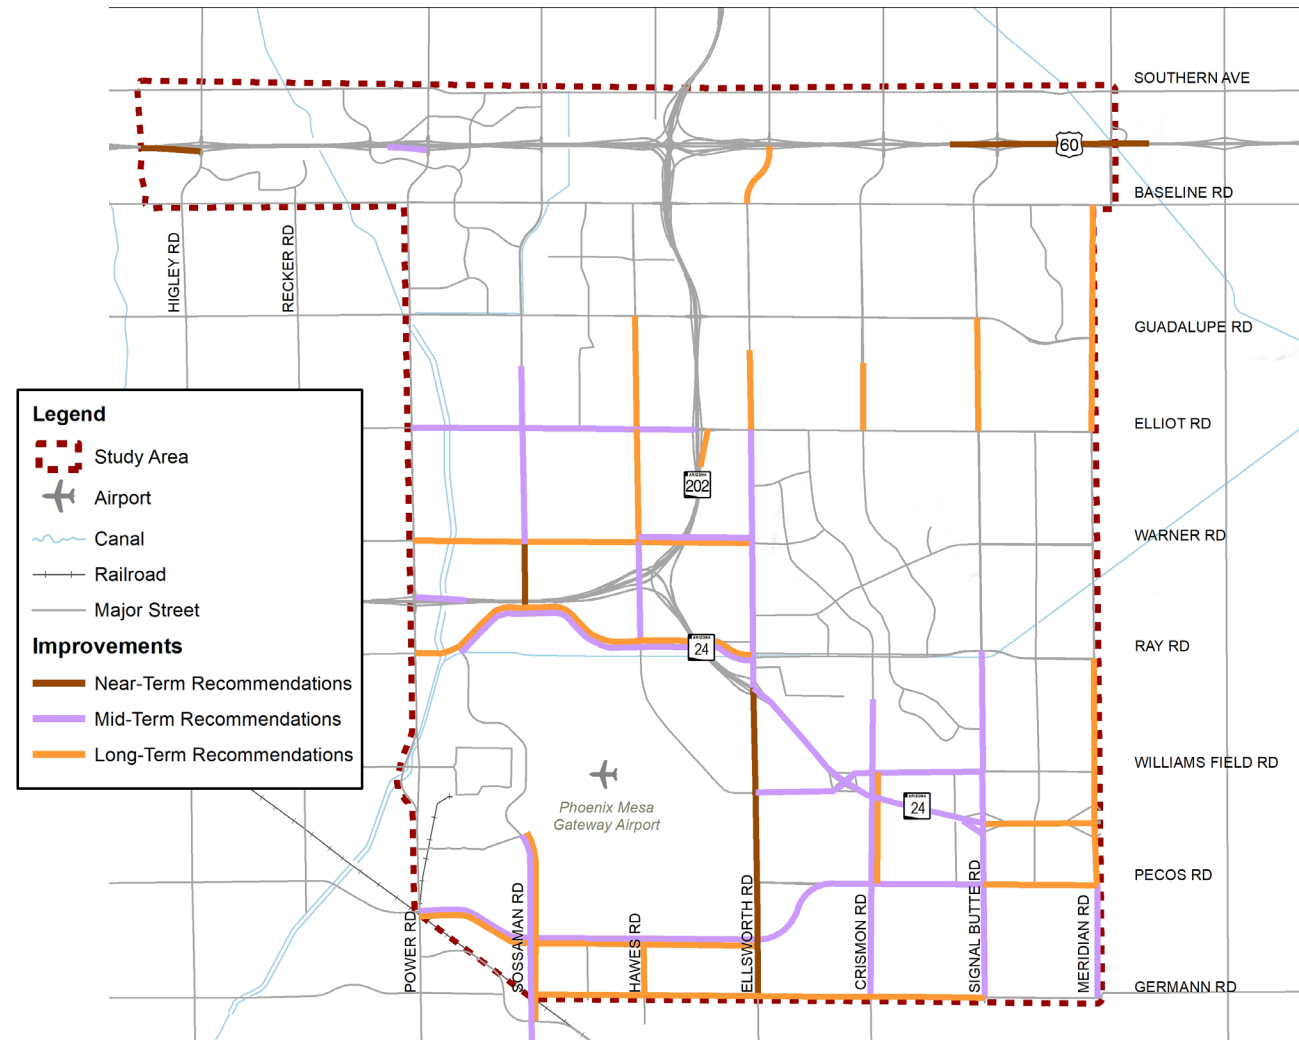 SOUTHERN AVE
60
BASELINE RD
HIGLEY RD
RECKER RD
GUADALUPE RD
Legend
Study Area
Airport
Canal
Railroad
Major Street
Improvements
Near-Term Recommendations
Mid-Term Recommendations
Long-Term Recommendations
ELLIOT RD
ARIZONA
202
WARNER RD
ARIZONA
24
RAY RD
WILLIAMS FIELD RD
Phoenix Mesa
Gateway Airport
ARIZONA
24
PECOS RD
POWER RD
SOSSAMAN RD
HAWES RD
ELLSWORTH RD
CRISMON RD
SIGNAL BUTTE RD
MERIDIAN RD
GERMANN RD